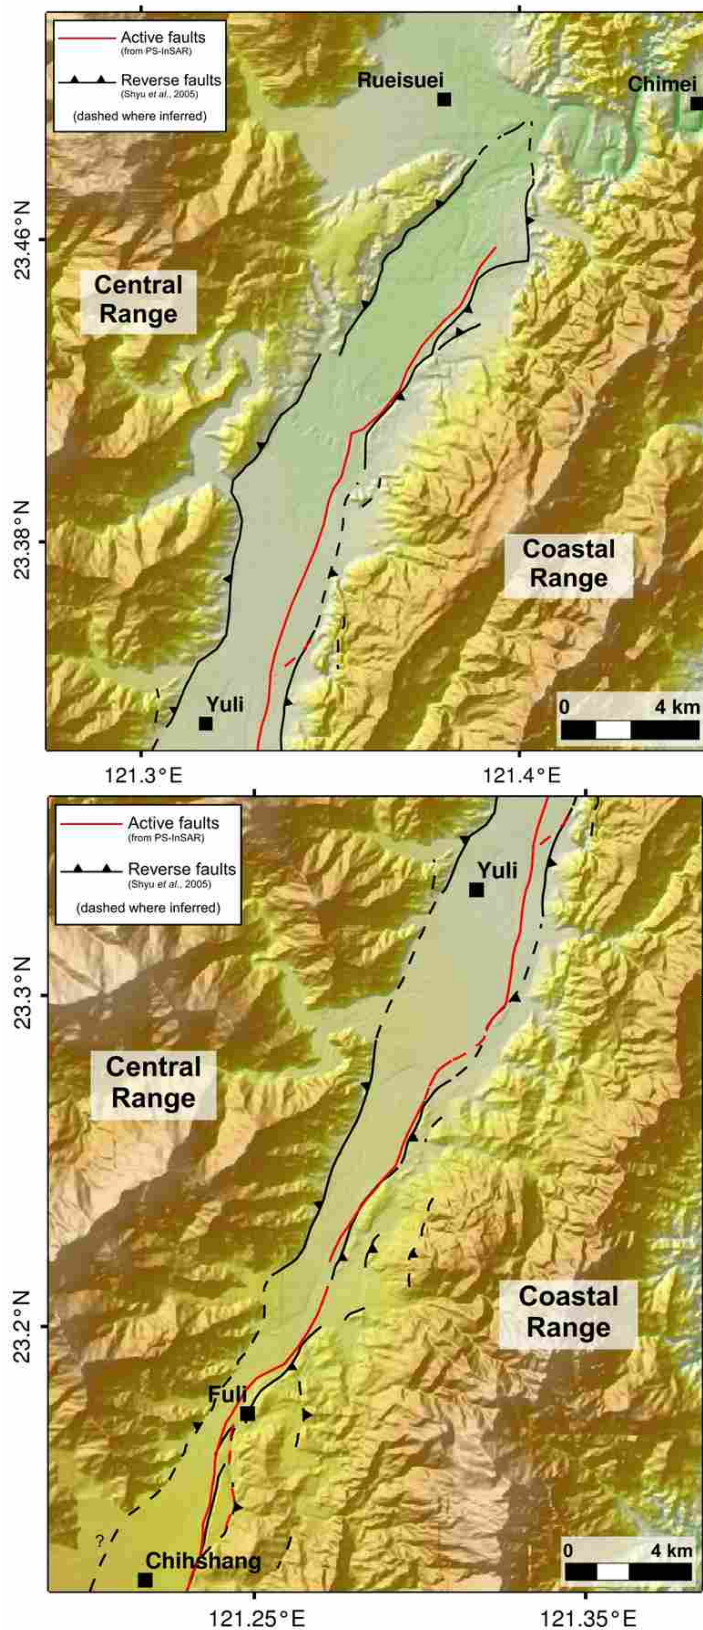 Active faults
(from PS-InSAR)
Reverse faults
(Shyu et al., 2005)
(dashed where inferred)
Rueisuei
Chimei
23.46°N
Central
Range
23.38°N
Coastal
Range
Yuli
0 4 km
121.3°E 121.4°E
Active faults
(from PS-InSAR)
Reverse faults
(Shyu et al., 2005)
(dashed where inferred)
Yuli
23.3°N
Central
Range
Coastal
Range
23.2°N
Fuli
?
Chihshang
0 4 km
121.25°E 121.35°E